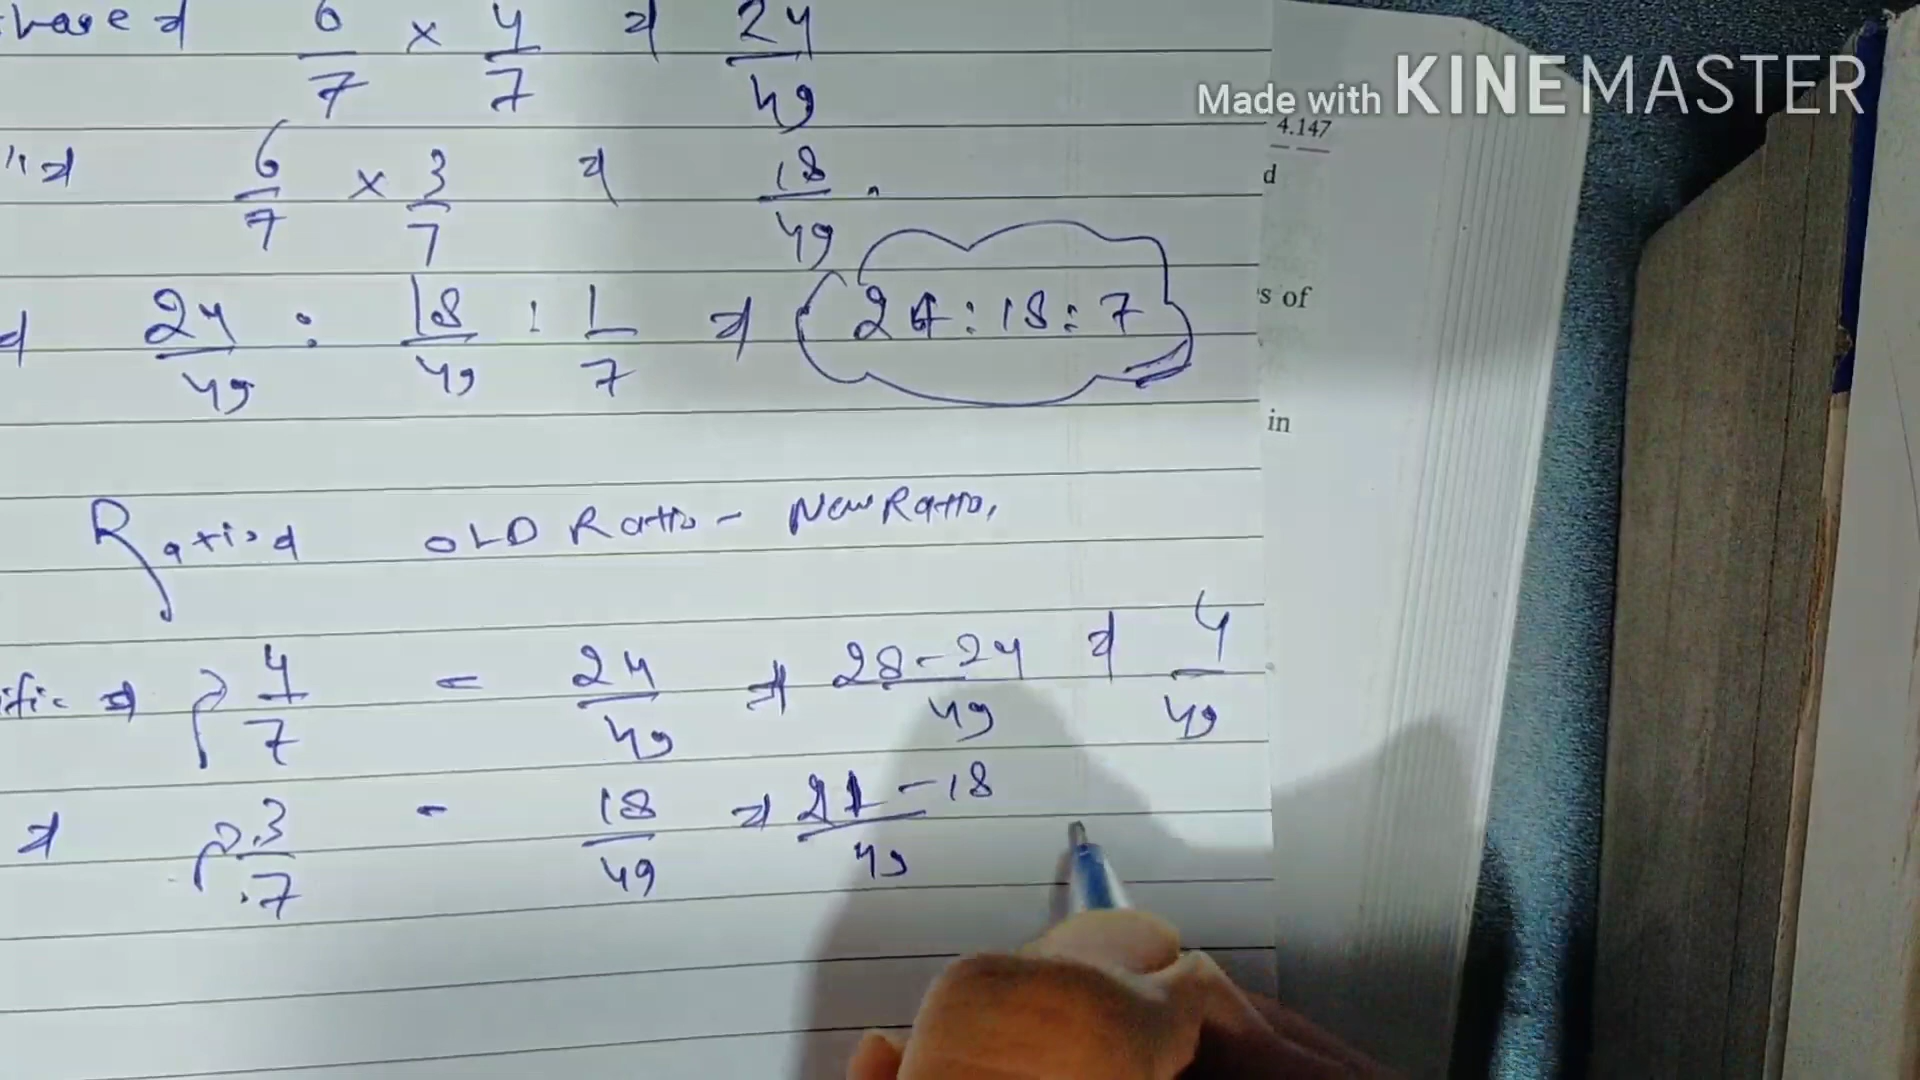 Made with KINEMASTER
6/7 × 4/7 ⇒ 24/49
4.147
d
6/7 × 3/7 ⇒ 18/49.
24/49 : 18/49 : 1/7 ⇒ 24:18:7
s of
in
Ratio⇒ OLD Ratio - New Ratio,
4/7 - 24/49 ⇒ 28-24/49 ⇒ 4/49
⇒ 3/7 - 18/49 ⇒ 21-18/49